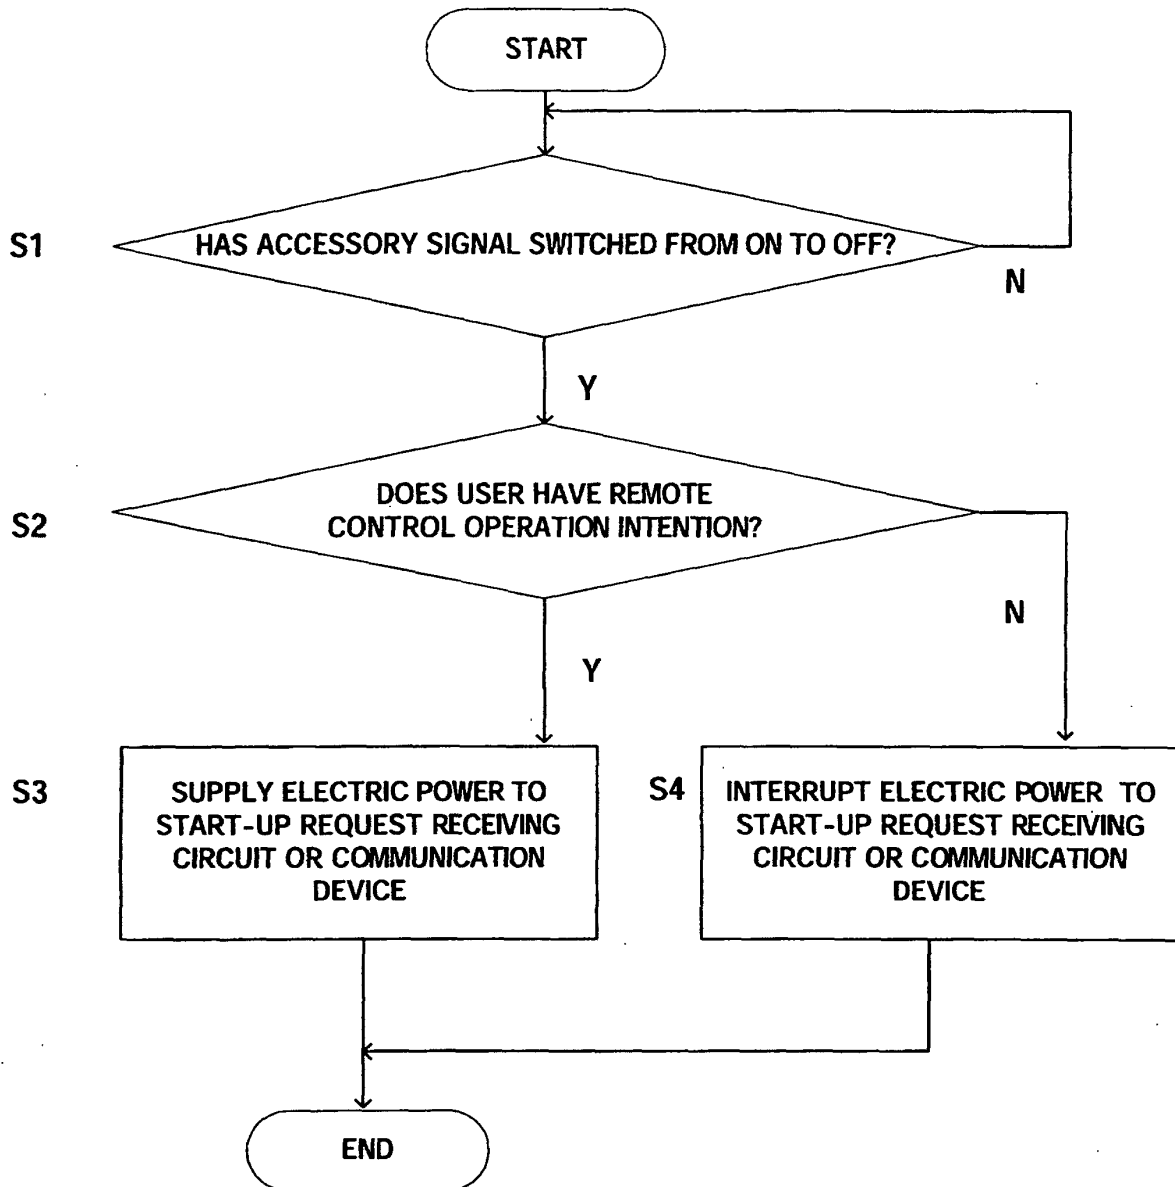 START
S1
HAS ACCESSORY SIGNAL SWITCHED FROM ON TO OFF?
N
Y
S2
DOES USER HAVE REMOTE
CONTROL OPERATION INTENTION?
N
Y
S3
SUPPLY ELECTRIC POWER TO
START-UP REQUEST RECEIVING
CIRCUIT OR COMMUNICATION
DEVICE
S4
INTERRUPT ELECTRIC POWER TO
START-UP REQUEST RECEIVING
CIRCUIT OR COMMUNICATION
DEVICE
END